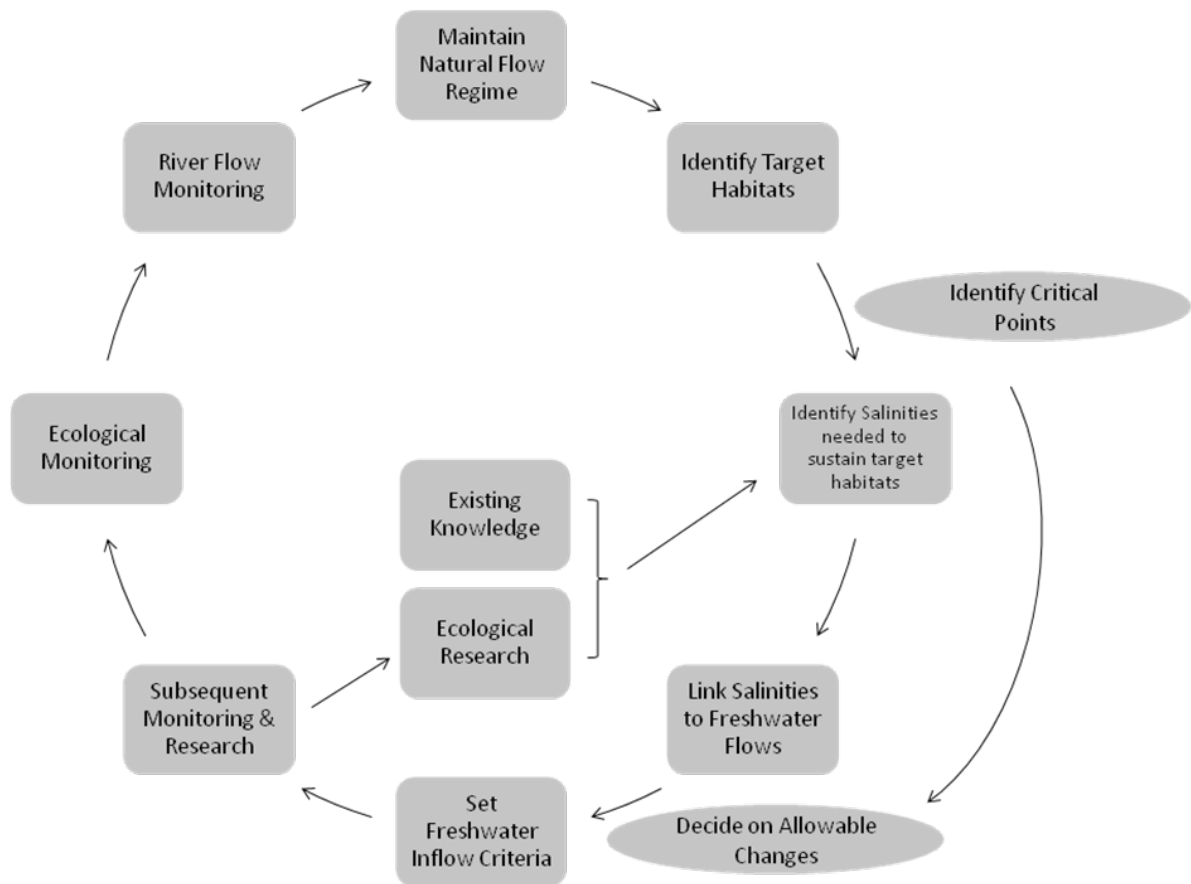 Maintain
Natural Flow
Regime
River Flow
Monitoring
Identify Target
Habitats
Identify Critical
Points
Ecological
Monitoring
Identify Salinities
needed to
sustain target
habitats
Existing
Knowledge
Ecological
Research
Subsequent
Monitoring &
Research
Link Salinities
to Freshwater
Flows
Set
Freshwater
Inflow Criteria
Decide on Allowable
Changes